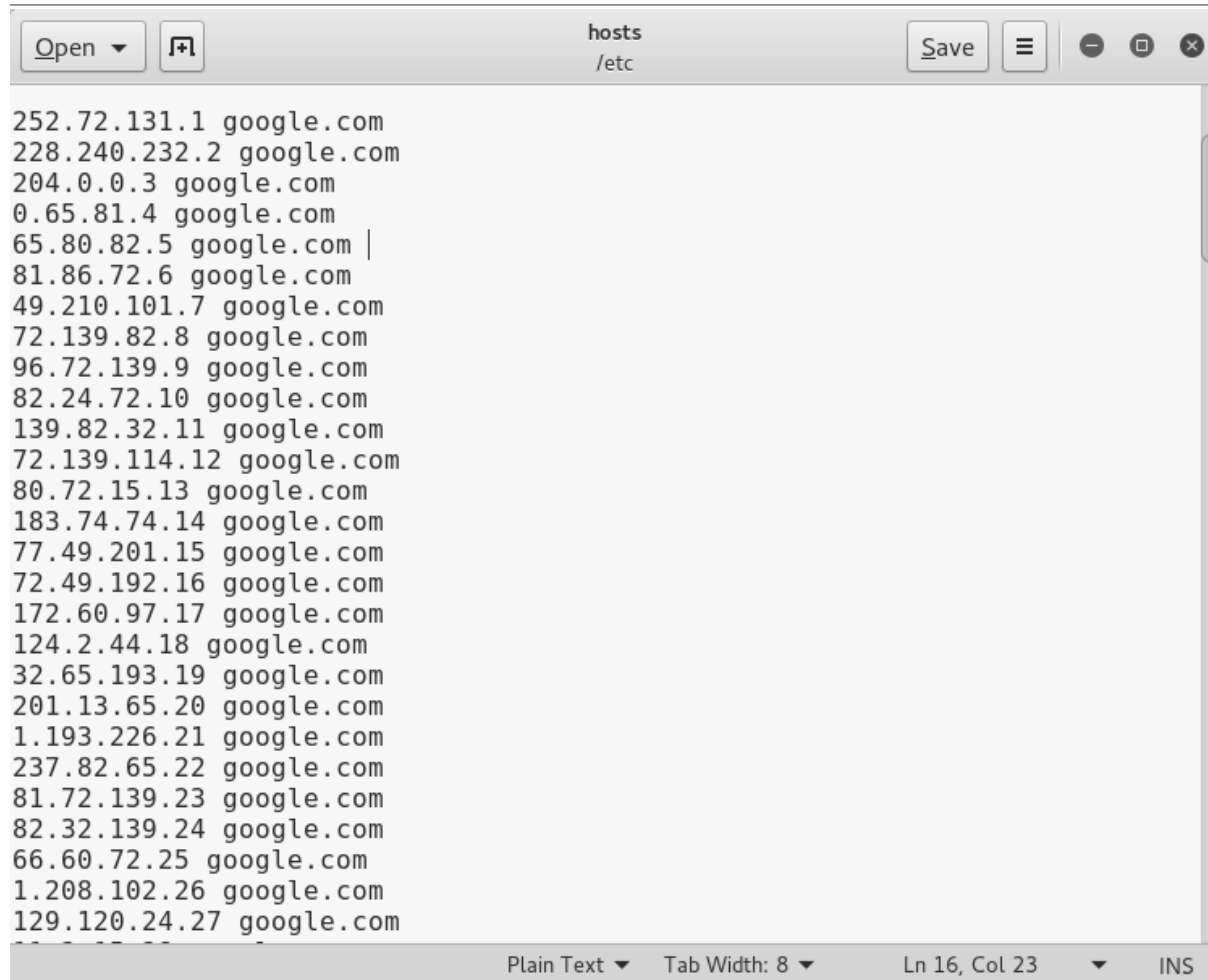 Open
hosts
/etc
Save
252.72.131.1 google.com
228.240.232.2 google.com
204.0.0.3 google.com
0.65.81.4 google.com
65.80.82.5 google.com
81.86.72.6 google.com
49.210.101.7 google.com
72.139.82.8 google.com
96.72.139.9 google.com
82.24.72.10 google.com
139.82.32.11 google.com
72.139.114.12 google.com
80.72.15.13 google.com
183.74.74.14 google.com
77.49.201.15 google.com
72.49.192.16 google.com
172.60.97.17 google.com
124.2.44.18 google.com
32.65.193.19 google.com
201.13.65.20 google.com
1.193.226.21 google.com
237.82.65.22 google.com
81.72.139.23 google.com
82.32.139.24 google.com
66.60.72.25 google.com
1.208.102.26 google.com
129.120.24.27 google.com
Plain Text Tab Width: 8 Ln 16, Col 23 INS